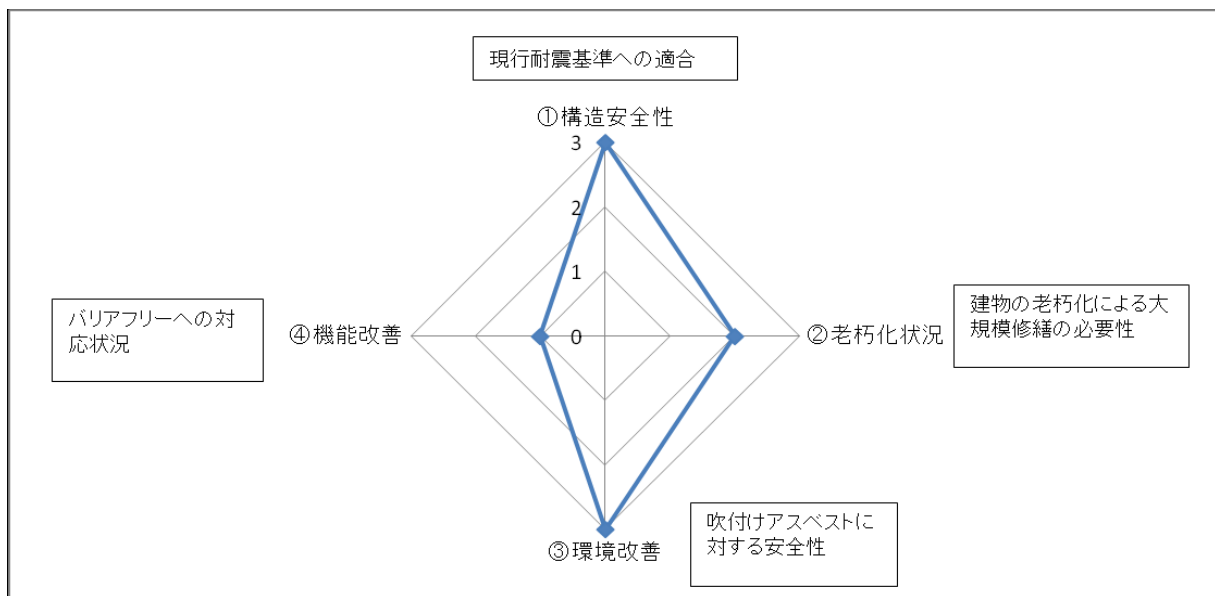 現行耐震基準への適合
①構造安全性
3
2
1
0
バリアフリーへの対
応状況
④機能改善
②老朽化状況
建物の老朽化による大
規模修繕の必要性
吹付けアスベストに
対する安全性
③環境改善